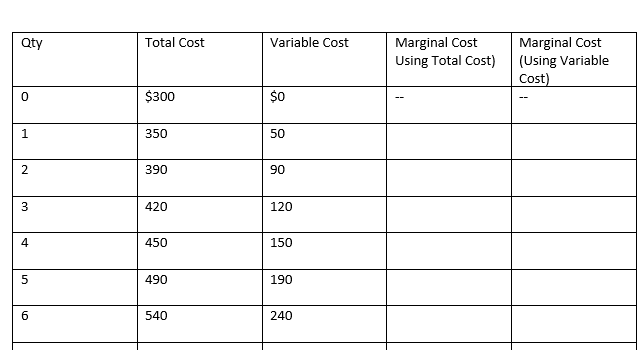 Qty Total Cost Variable Cost Marginal Cost Marginal Cost
Using Total Cost) (Using Variable
Cost)
0 $300 $0 -- --
1 350 50
2 390 90
3 420 120
4 450 150
5 490 190
6 540 240